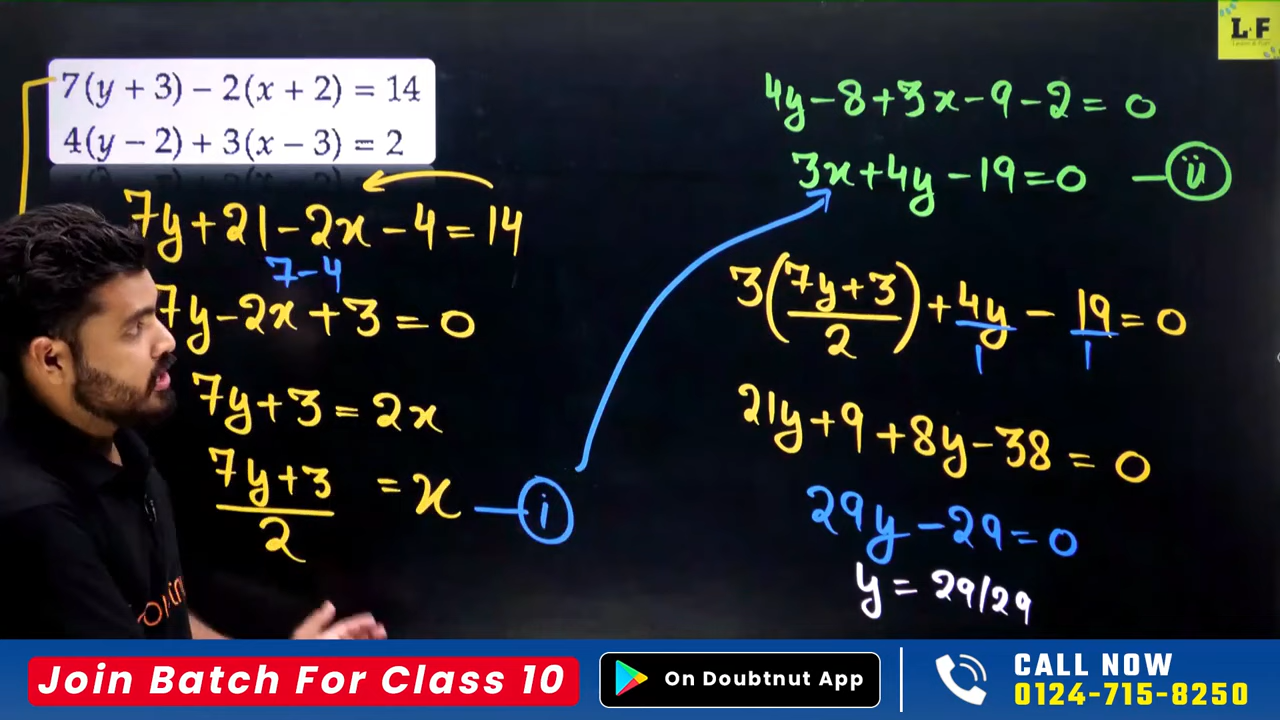 7(y + 3) − 2(x + 2) = 14
4(y − 2) + 3(x − 3) = 2
7y+21−2x−4=14
7−4
7y−2x+3=0
7y+3=2x
7y+3/2 = x — (i)
4y−8+3x−9−2=0
3x+4y−19=0 — (ii)
3(7y+3/2)+4y/1−19/1=0
21y+9+8y−38=0
29y−29=0
y=29/29
L F
Join Batch For Class 10
On Doubtnut App
CALL NOW
0124-715-8250